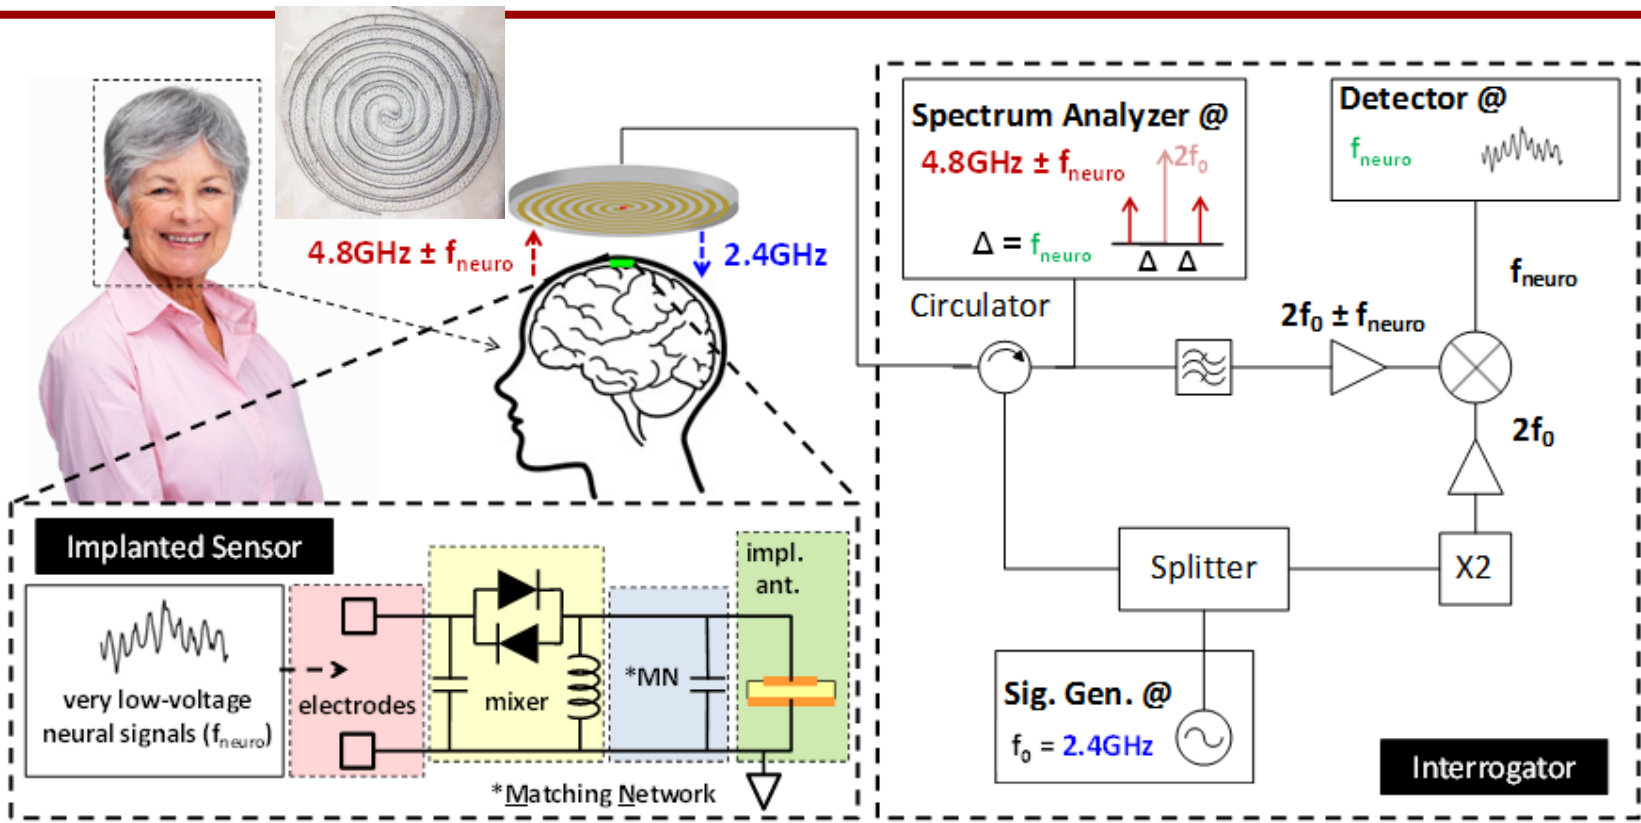 4.8GHz ± fneuro
2.4GHz
Spectrum Analyzer @
4.8GHz ± fneuro
2f0
Δ = fneuro
Δ Δ
Detector @
fneuro
Circulator
fneuro
2f0 ± fneuro
2f0
Splitter
X2
Sig. Gen. @
f0 = 2.4GHz
Interrogator
Implanted Sensor
very low-voltage
neural signals (fneuro)
electrodes
mixer
*MN
impl.
ant.
*Matching Network